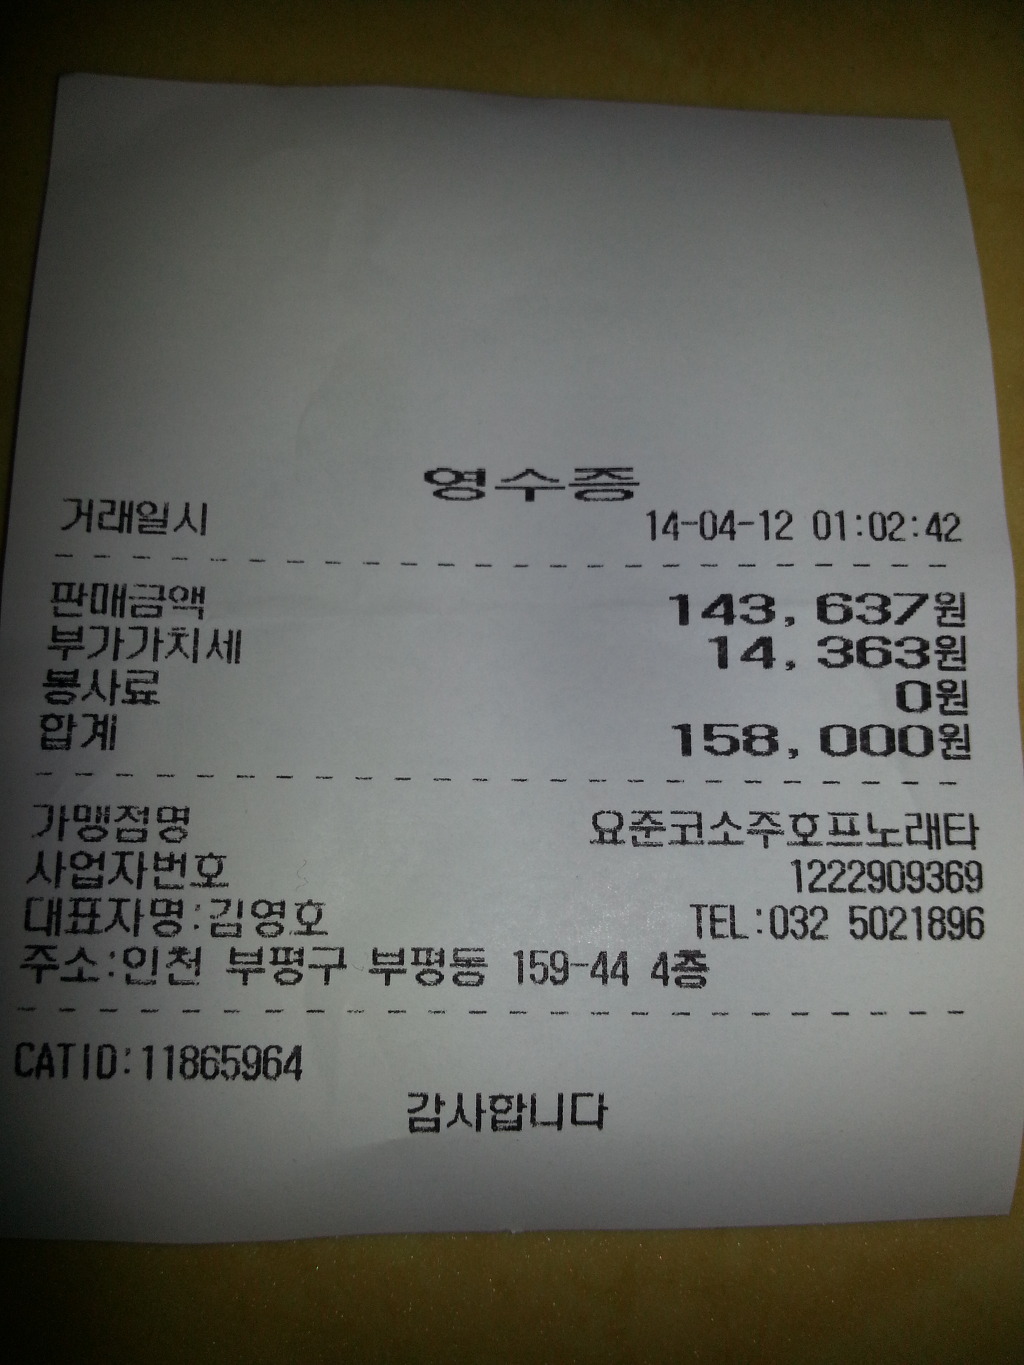 영수증
거래일시 14-04-12 01:02:42
판매금액 143,637원
부가가치세 14,363원
봉사료 0원
합계 158,000원
가맹점명 요준코소주호프노래타
사업자번호 1222909369
대표자명:김영호 TEL:032 5021896
주소:인천 부평구 부평동 159-44 4층
CATID:11865964
감사합니다